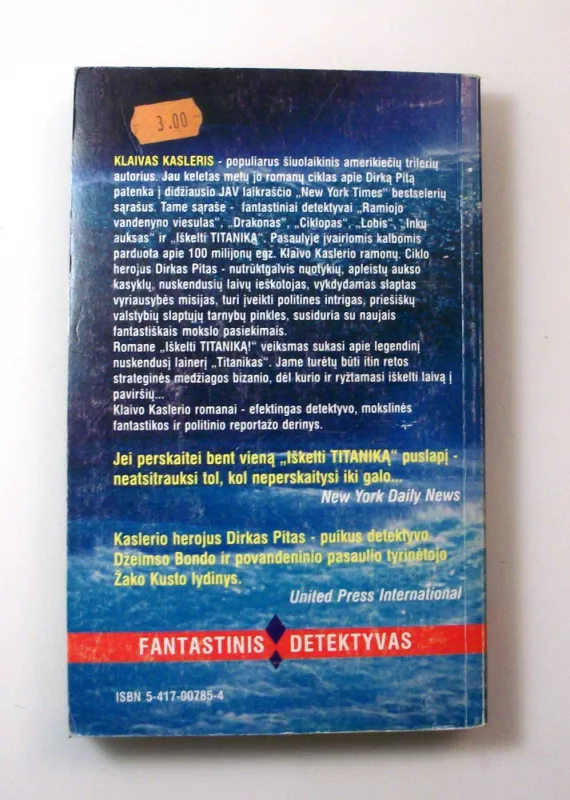 3.00
KLAIVAS KASLERIS - populiarus šiuolaikinis amerikiečių trilerių
autorius. Jau keletas metų jo romanų ciklas apie Dirką Pitą
patenka į didžiausio JAV laikraščio „New York Times" bestselerių
sąrašus. Tame sąraše - fantastiniai detektyvai „Ramiojo
vandenyno viesulas", „Drakonas", „Ciklopas", „Lobis", „Inkų
auksas" ir „Iškelti TITANIKĄ". Pasaulyje įvairiomis kalbomis
parduota apie 100 milijonų egz. Klaivo Kaslerio ramonų. Ciklo
herojus Dirkas Pitas - nutrūktgalvis nuotykių, apleistų aukso
kasyklų, nuskendusių laivų ieškotojas, vykdydamas slaptas
vyriausybės misijas, turi įveikti politines intrigas, priešiškų
valstybių slaptųjų tarnybų pinkles, susiduria su naujais
fantastiškais mokslo pasiekimais.
Romane „Iškelti TITANIKĄ!" veiksmas sukasi apie legendinį
nuskendusį lainerį „Titanikas". Jame turėtų būti itin retos
strateginės medžiagos bizanio, dėl kurio ir ryžtamasi iškelti laivą į
paviršių...
Klaivo Kaslerio romanai - efektingas detektyvo, mokslinės
fantastikos ir politinio reportažo derinys.
Jei perskaitei bent vieną „Iškelti TITANIKĄ" puslapį -
neatsitrauksi tol, kol neperskaitysi iki galo...
New York Daily News
Kaslerio herojus Dirkas Pitas - puikus detektyvo
Džeimso Bondo ir povandeninio pasaulio tyrinėtojo
Žako Kusto lydinys.
United Press International
FANTASTINIS DETEKTYVAS
ISBN 5-417-00785-4